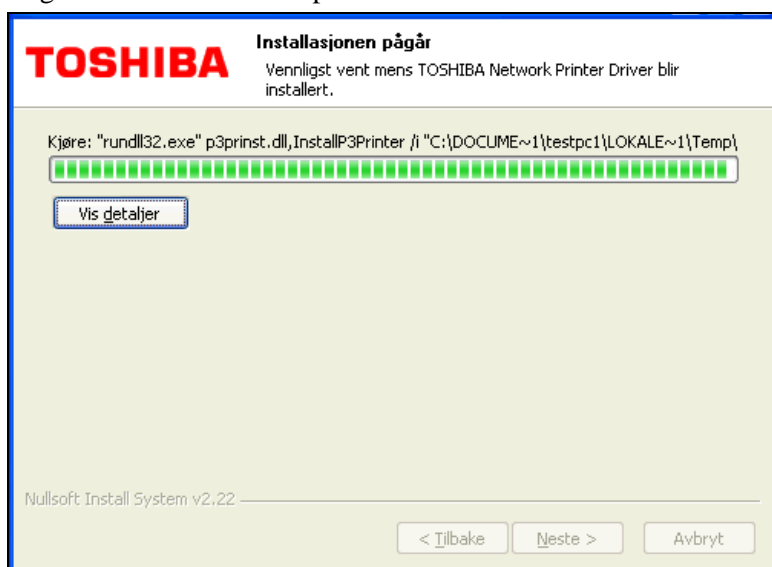 TOSHIBA
Installasjonen pågår
Vennligst vent mens TOSHIBA Network Printer Driver blir
installert.
Kjøre: "rundll32.exe" p3prinst.dll,InstallP3Printer /i "C:\DOCUME~1\testpc1\LOKALE~1\Temp\
Vis detaljer
Nullsoft Install System v2.22
< Tilbake
Neste >
Avbryt